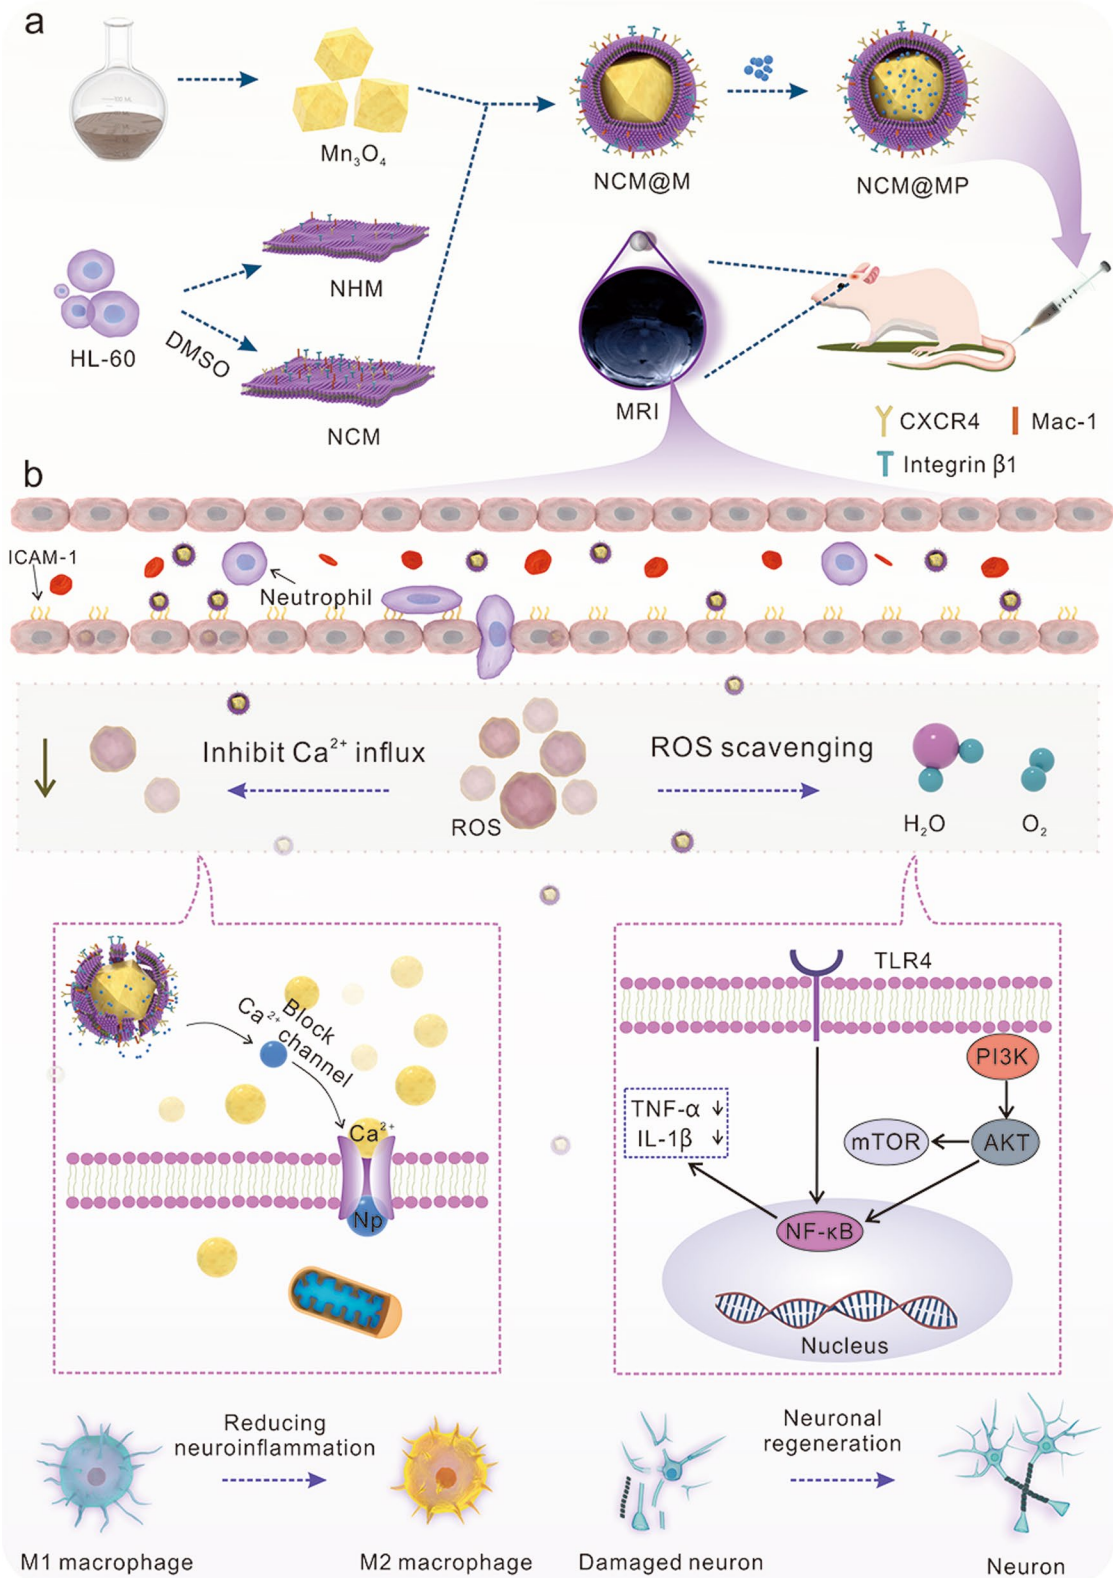 a
Mn₃O₄
NCM@M
NCM@MP
NHM
HL-60
DMSO
NCM
MRI
CXCR4
Mac-1
Integrin β1
b
ICAM-1
Neutrophil
Inhibit Ca²⁺ influx
ROS scavenging
ROS
H₂O
O₂
Block
Ca²⁺ channel
Ca²⁺
Np
TLR4
PI3K
TNF-α ↓
IL-1β ↓
mTOR
AKT
NF-κB
Nucleus
Reducing
neuroinflammation
Neuronal
regeneration
M1 macrophage
M2 macrophage
Damaged neuron
Neuron